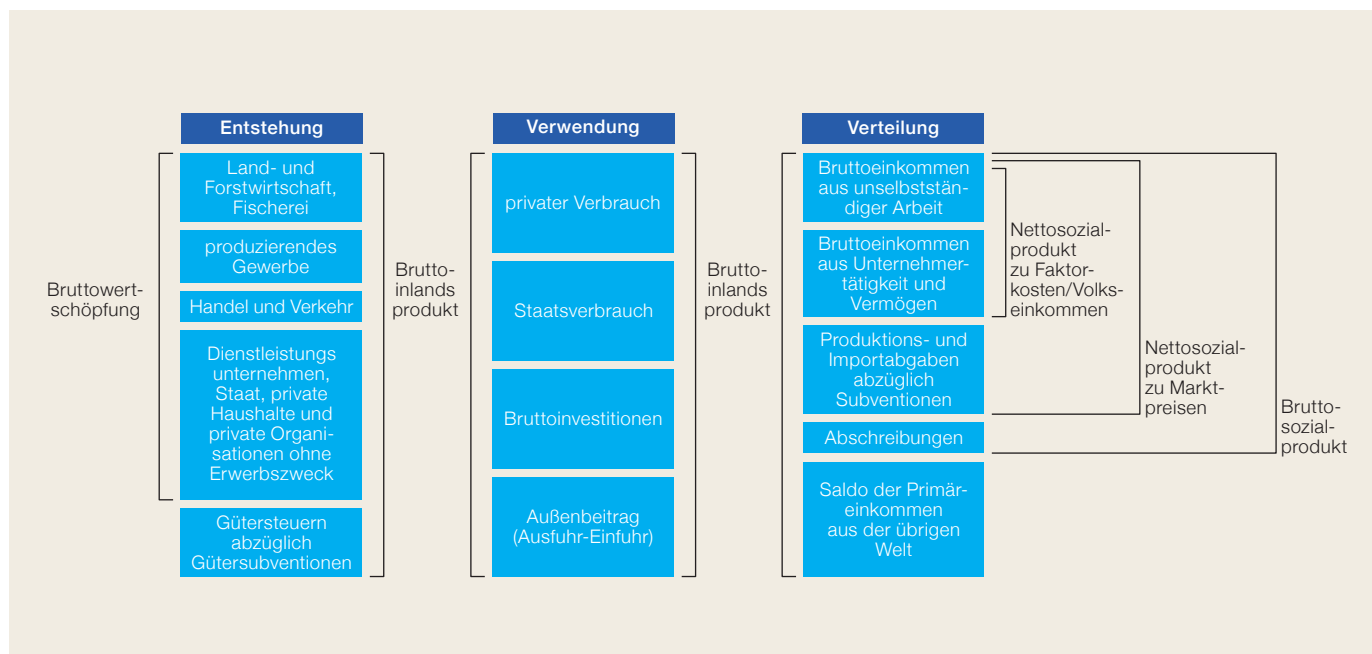 Entstehung
Bruttowert-
schöpfung
Land- und
Forstwirtschaft,
Fischerei
produzierendes
Gewerbe
Handel und Verkehr
Dienstleistungs
unternehmen,
Staat, private
Haushalte und
private Organi-
sationen ohne
Erwerbszweck
Gütersteuern
abzüglich
Gütersubventionen
Brutto-
inlands
produkt
Verwendung
privater Verbrauch
Staatsverbrauch
Bruttoinvestitionen
Außenbeitrag
(Ausfuhr-Einfuhr)
Brutto-
inlands
produkt
Verteilung
Bruttoeinkommen
aus unselbststän-
diger Arbeit
Bruttoeinkommen
aus Unternehmer-
tätigkeit und
Vermögen
Produktions- und
Importabgaben
abzüglich
Subventionen
Abschreibungen
Saldo der Primär-
einkommen
aus der übrigen
Welt
Nettosozial-
produkt
zu Faktor-
kosten/Volks-
einkommen
Nettosozial-
produkt
zu Markt-
preisen
Brutto-
sozial-
produkt